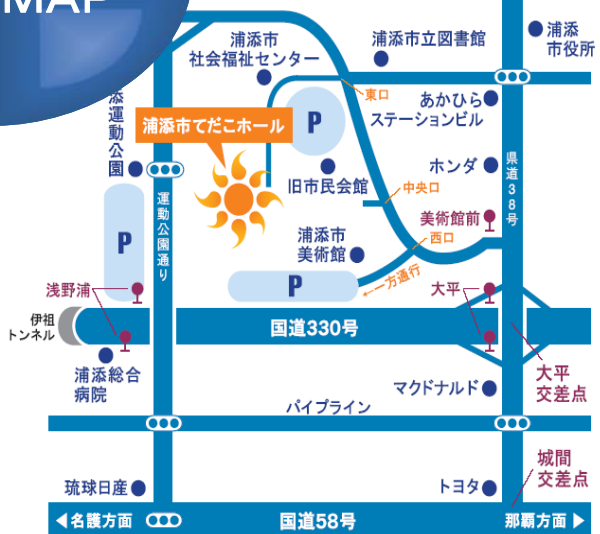 MAP
浦添市
市役所
浦添市
社会福祉センター
浦添市立図書館
東口
あかひら
ステーションビル
添運動公園
浦添市てだこホール
P
旧市民会館
ホンダ
県道38号
中央口
美術館前
運動公園通り
P
浦添市
美術館
西口
P
一方通行
浅野浦
大平
伊祖
トンネル
国道330号
浦添総合
病院
マクドナルド
大平
交差点
パイプライン
琉球日産
トヨタ
城間
交差点
名護方面
国道58号
那覇方面